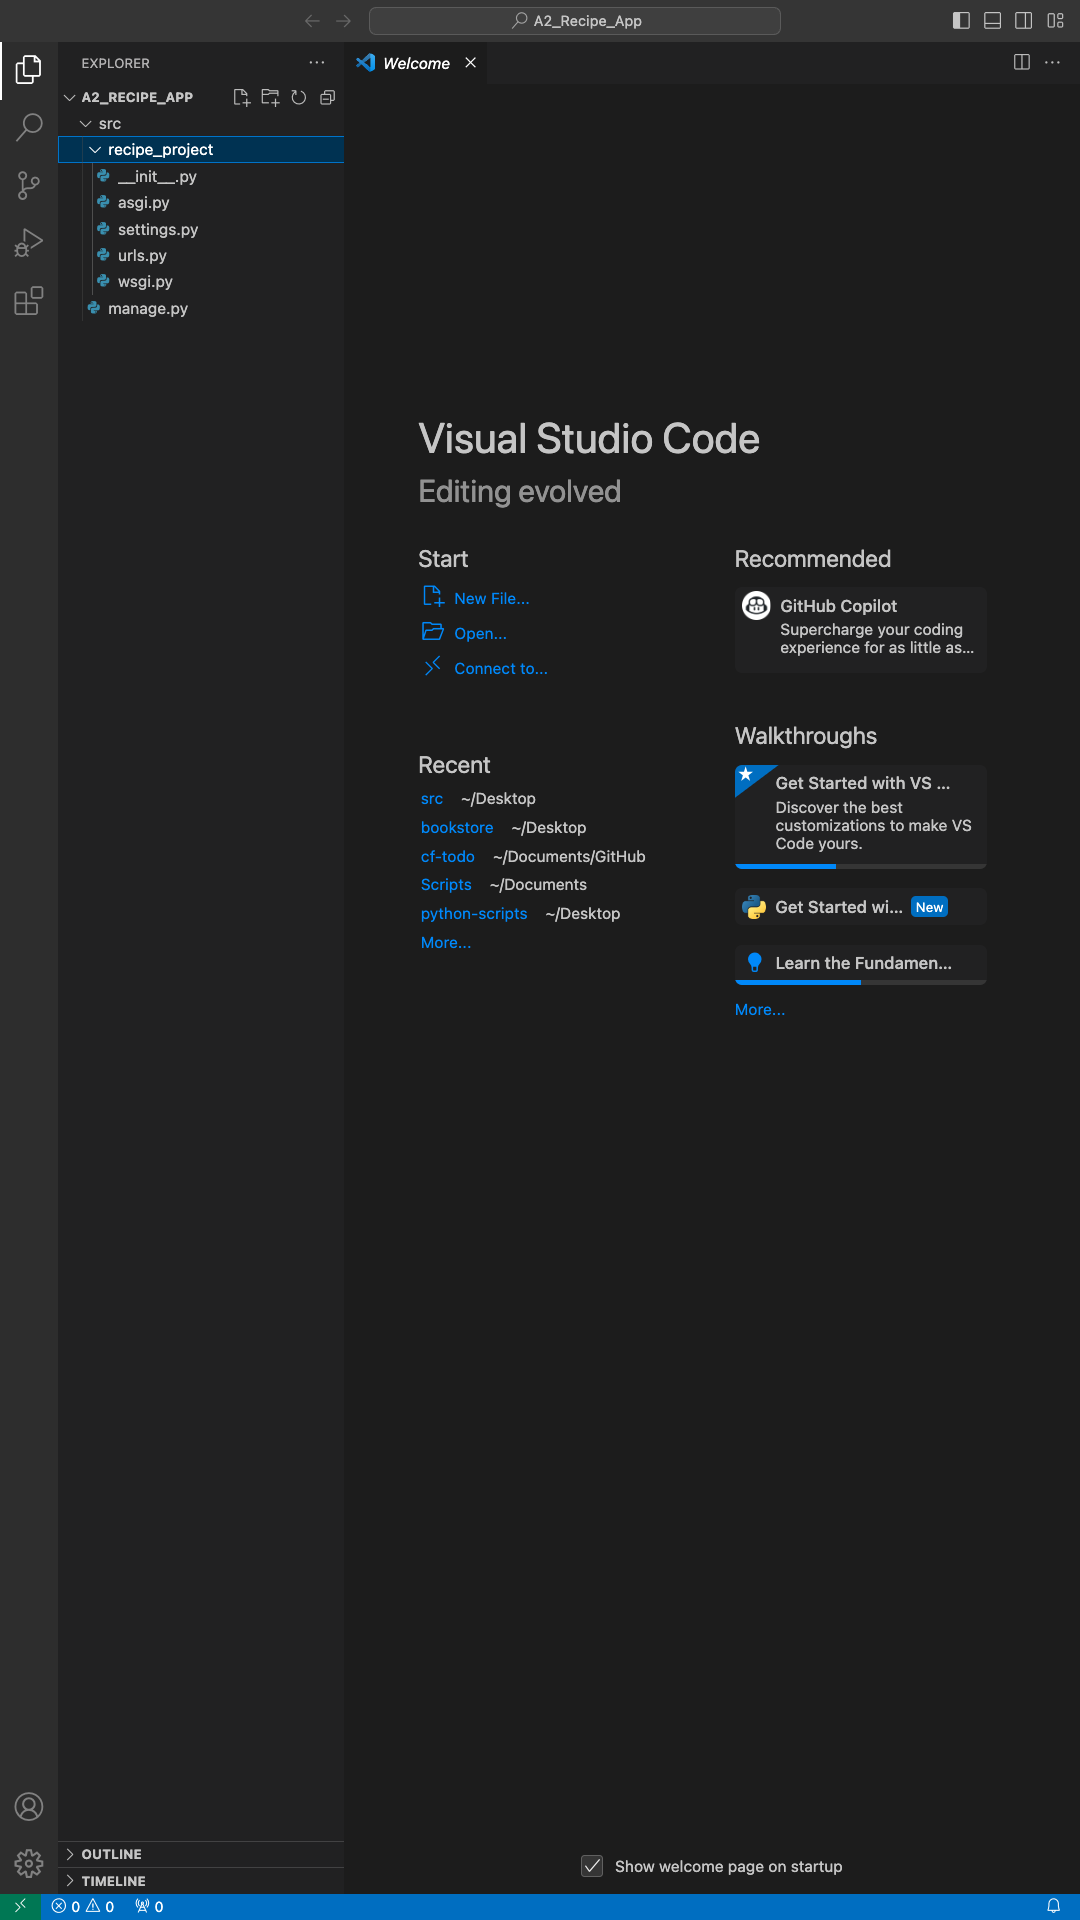 A2_Recipe_App
EXPLORER
Welcome
A2_RECIPE_APP
src
recipe_project
__init__.py
asgi.py
settings.py
urls.py
wsgi.py
manage.py
Visual Studio Code
Editing evolved
Start
New File...
Open...
Connect to...
Recent
src ~/Desktop
bookstore ~/Desktop
cf-todo ~/Documents/GitHub
Scripts ~/Documents
python-scripts ~/Desktop
More...
Recommended
GitHub Copilot
Supercharge your coding
experience for as little as...
Walkthroughs
Get Started with VS ...
Discover the best
customizations to make VS
Code yours.
Get Started wi... New
Learn the Fundamen...
More...
OUTLINE
TIMELINE
Show welcome page on startup
0 0 0